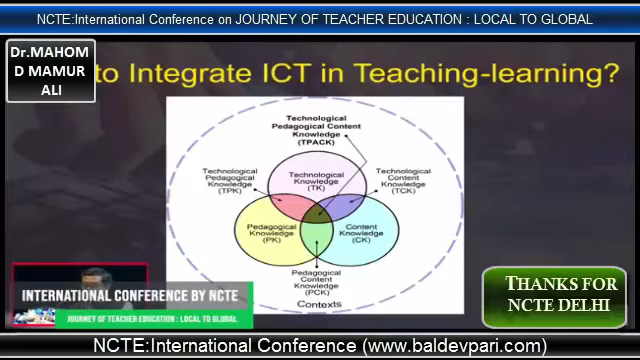 NCTE:International Conference on JOURNEY OF TEACHER EDUCATION : LOCAL TO GLOBAL
Dr.MAHOM
D MAMUR
ALI
to Integrate ICT in Teaching-learning?
Technological
Pedagogical Content
Knowledge
(TPACK)
Technological
Pedagogical
Knowledge
(TPK)
Technological
Knowledge
(TK)
Technological
Content
Knowledge
(TCK)
Pedagogical
Knowledge
(PK)
Content
Knowledge
(CK)
Pedagogical
Content
Knowledge
(PCK)
Contexts
INTERNATIONAL CONFERENCE BY NCTE
JOURNEY OF TEACHER EDUCATION : LOCAL TO GLOBAL
THANKS FOR
NCTE DELHI
NCTE:International Conference (www.baldevpari.com)